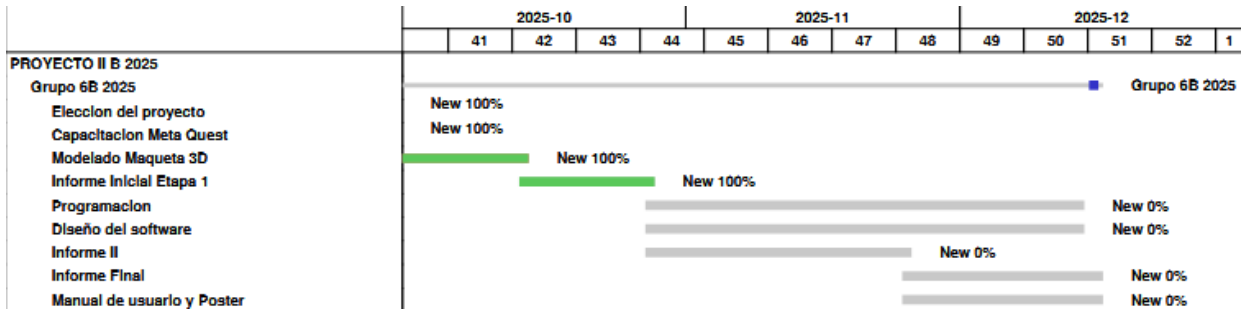 2025-10 2025-11 2025-12
41 42 43 44 45 46 47 48 49 50 51 52 1
PROYECTO II B 2025
Grupo 6B 2025 Grupo 6B 2025
Eleccion del proyecto New 100%
Capacitacion Meta Quest New 100%
Modelado Maqueta 3D New 100%
Informe Inicial Etapa 1 New 100%
Programacion New 0%
Diseño del software New 0%
Informe II New 0%
Informe Final New 0%
Manual de usuario y Poster New 0%